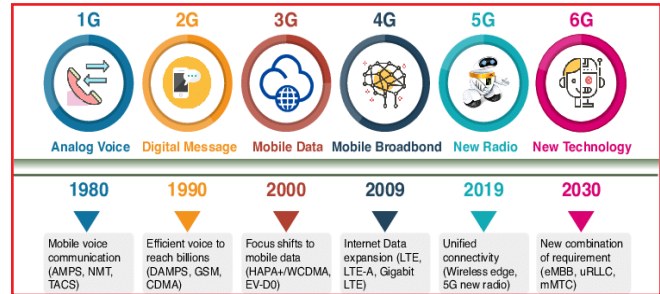 1G 2G 3G 4G 5G 6G
Analog Voice Digital Message Mobile Data Mobile Broadbond New Radio New Technology
1980 1990 2000 2009 2019 2030
Mobile voice
communication
(AMPS, NMT,
TACS)
Efficient voice to
reach billions
(DAMPS, GSM,
CDMA)
Focus shifts to
mobile data
(HAPA+/WCDMA,
EV-D0)
Internet Data
expansion (LTE,
LTE-A, Gigabit
LTE)
Unified
connectivity
(Wireless edge,
5G new radio)
New combination
of requirement
(eMBB, uRLLC,
mMTC)